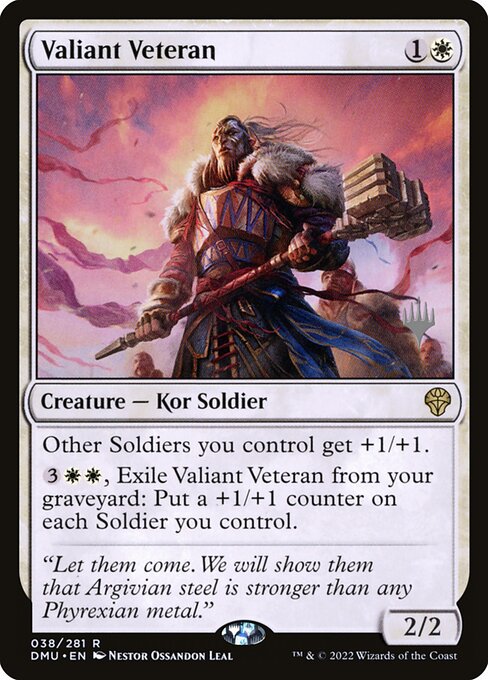 Valiant Veteran 1
Creature — Kor Soldier
Other Soldiers you control get +1/+1.
3, Exile Valiant Veteran from your
graveyard: Put a +1/+1 counter on
each Soldier you control.
“Let them come. We will show them
that Argivian steel is stronger than any
Phyrexian metal.”
2/2
038/281 R
DMU • EN Nestor Ossandon Leal
™ & © 2022 Wizards of the Coast